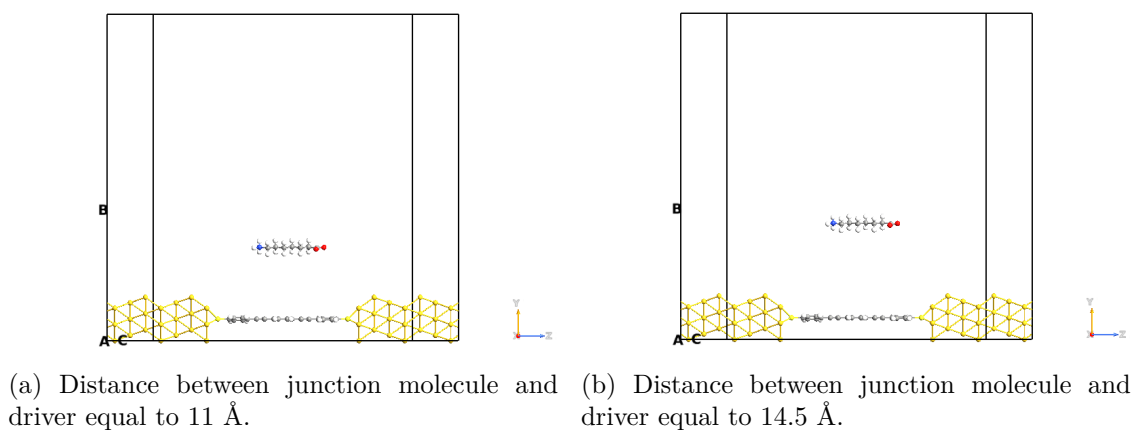 B
A C
Y
X
Z
B
A C
Y
X
Z
(a) Distance between junction molecule and
driver equal to 11 Å.
(b) Distance between junction molecule and
driver equal to 14.5 Å.